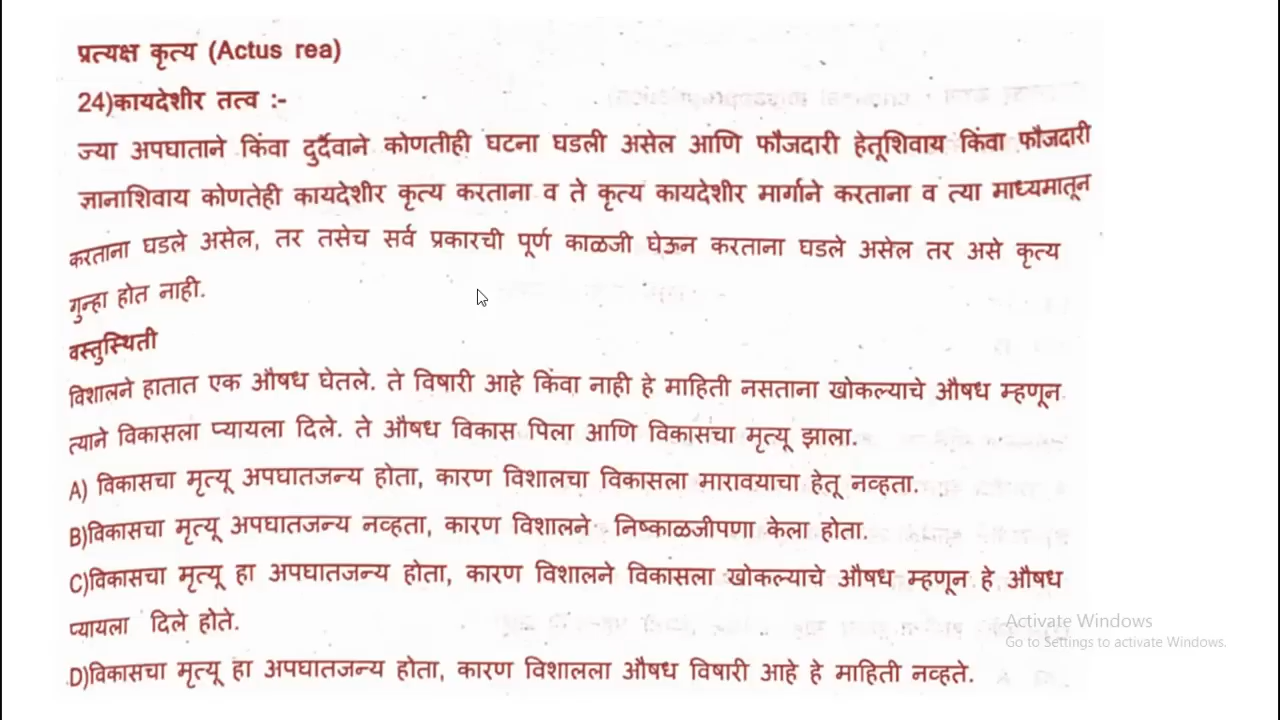 प्रत्यक्ष कृत्य (Actus rea)
24)कायदेशीर तत्व :-
ज्या अपघाताने किंवा दुर्दैवाने कोणतीही घटना घडली असेल आणि फौजदारी हेतूशिवाय किंवा फौजदारी
ज्ञानाशिवाय कोणतेही कायदेशीर कृत्य करताना व ते कृत्य कायदेशीर मार्गाने करताना व त्या माध्यमातून
करताना घडले असेल, तर तसेच सर्व प्रकारची पूर्ण काळजी घेऊन करताना घडले असेल तर असे कृत्य
गुन्हा होत नाही.
वस्तुस्थिती
विशालने हातात एक औषध घेतले. ते विषारी आहे किंवा नाही हे माहिती नसताना खोकल्याचे औषध म्हणून
त्याने विकासला प्यायला दिले. ते औषध विकास पिला आणि विकासचा मृत्यू झाला.
A) विकासचा मृत्यू अपघातजन्य होता, कारण विशालचा विकासला मारावयाचा हेतू नव्हता.
B)विकासचा मृत्यू अपघातजन्य नव्हता, कारण विशालने निष्काळजीपणा केला होता.
C)विकासचा मृत्यू हा अपघातजन्य होता, कारण विशालने विकासला खोकल्याचे औषध म्हणून हे औषध
प्यायला दिले होते.
D)विकासचा मृत्यू हा अपघातजन्य होता, कारण विशालला औषध विषारी आहे हे माहिती नव्हते.
Activate Windows
Go to Settings to activate Windows.